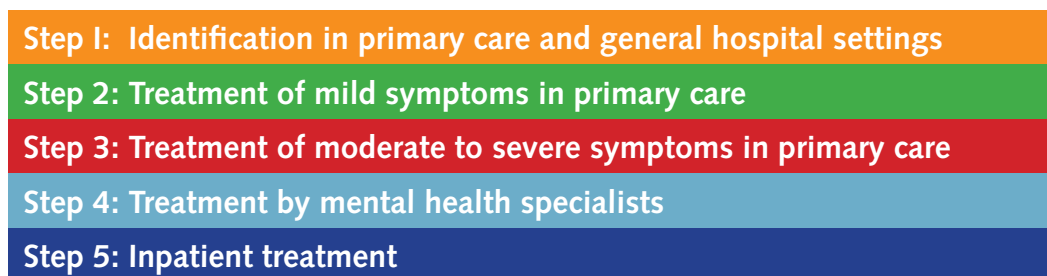 Step I: Identification in primary care and general hospital settings
Step 2: Treatment of mild symptoms in primary care
Step 3: Treatment of moderate to severe symptoms in primary care
Step 4: Treatment by mental health specialists
Step 5: Inpatient treatment